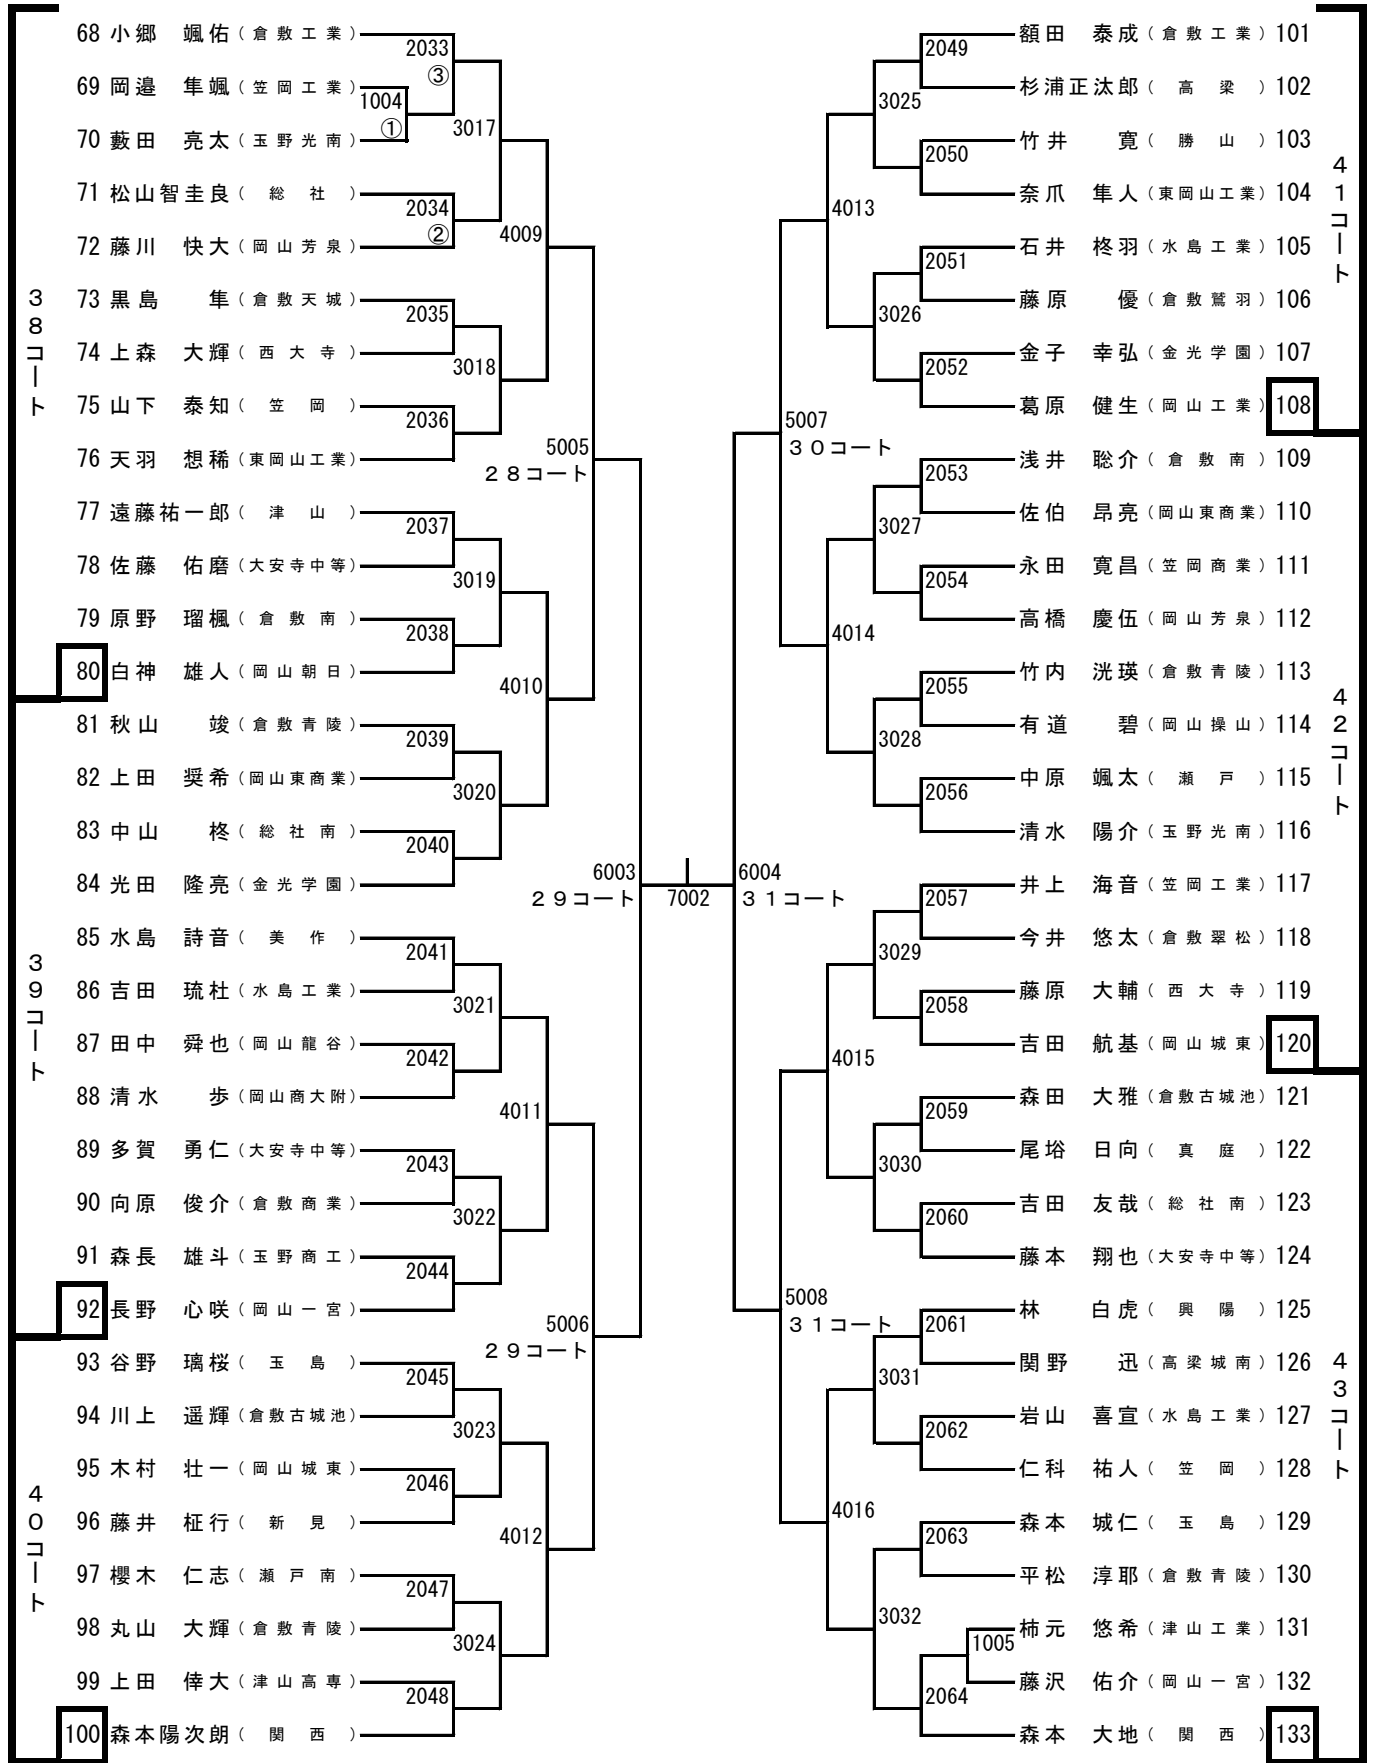 68 小郷 颯佑（倉敷工業）
2033
③
69 岡邉 隼颯（笠岡工業）
1004
①
70 藪田 亮太（玉野光南）
3017
71 松山智圭良（総社）
2034
②
72 藤川 快大（岡山芳泉）
4009
73 黒島 隼（倉敷天城）
2035
74 上森 大輝（西大寺）
3018
75 山下 泰知（笠岡）
2036
76 天羽 想稀（東岡山工業）
5005
２８コート
77 遠藤祐一郎（津山）
2037
78 佐藤 佑磨（大安寺中等）
3019
79 原野 瑠楓（倉敷南）
2038
80 白神 雄人（岡山朝日）
4010
３８コート
81 秋山 竣（倉敷青陵）
2039
82 上田 奨希（岡山東商業）
3020
83 中山 柊（総社南）
2040
84 光田 隆亮（金光学園）
6003
２９コート
85 水島 詩音（美作）
2041
86 吉田 琉杜（水島工業）
3021
87 田中 舜也（岡山龍谷）
2042
88 清水 歩（岡山商大附）
4011
89 多賀 勇仁（大安寺中等）
2043
90 向原 俊介（倉敷商業）
3022
91 森長 雄斗（玉野商工）
2044
92 長野 心咲（岡山一宮）
３９コート
5006
２９コート
93 谷野 璃桜（玉島）
2045
94 川上 遥輝（倉敷古城池）
3023
95 木村 壮一（岡山城東）
2046
96 藤井 柾行（新見）
4012
97 櫻木 仁志（瀬戸南）
2047
98 丸山 大輝（倉敷青陵）
3024
99 上田 倖大（津山高専）
2048
100 森本陽次朗（関西）
４０コート
7002
額田 泰成（倉敷工業）101
2049
杉浦正汰郎（高梁）102
3025
竹井 寛（勝山）103
2050
奈爪 隼人（東岡山工業）104
4013
石井 柊羽（水島工業）105
2051
藤原 優（倉敷鷲羽）106
3026
金子 幸弘（金光学園）107
2052
葛原 健生（岡山工業）108
４１コート
5007
３０コート
浅井 聡介（倉敷南）109
2053
佐伯 昂亮（岡山東商業）110
3027
永田 寛昌（笠岡商業）111
2054
高橋 慶伍（岡山芳泉）112
4014
竹内 洸瑛（倉敷青陵）113
2055
有道 碧（岡山操山）114
3028
中原 颯太（瀬戸）115
2056
清水 陽介（玉野光南）116
6004
３１コート
井上 海音（笠岡工業）117
2057
今井 悠太（倉敷翠松）118
3029
藤原 大輔（西大寺）119
2058
吉田 航基（岡山城東）120
４２コート
4015
森田 大雅（倉敷古城池）121
2059
尾㟢 日向（真庭）122
3030
吉田 友哉（総社南）123
2060
藤本 翔也（大安寺中等）124
5008
３１コート
林 白虎（興陽）125
2061
関野 迅（高梁城南）126
3031
岩山 喜宣（水島工業）127
2062
仁科 祐人（笠岡）128
4016
森本 城仁（玉島）129
2063
平松 淳耶（倉敷青陵）130
3032
柿元 悠希（津山工業）131
1005
藤沢 佑介（岡山一宮）132
2064
森本 大地（関西）133
４３コート